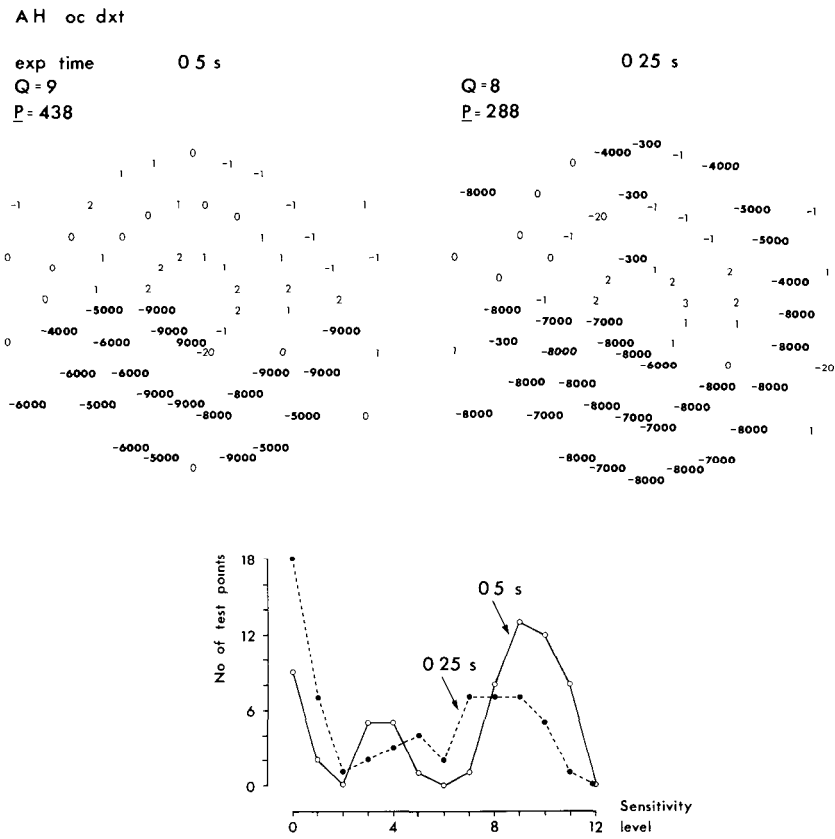 AH oc dxt
exp time 0 5 s 0 25 s
Q = 9
P = 438
0
1 -1
1 -1
-1 2 1 0 -1 1
0 0
0 0 1 -1
0 1 2 1 1 -1
0 2 1 -1
1 2 2 2
0 2
-5000 -9000 2 1
-4000 -9000 -1 -9000
0 -6000 9000
-20 0 1
-6000 -6000 -9000 -9000
-9000 -8000
-6000 -5000 -9000
-8000 -5000 0
-6000 -5000
-5000 -9000
0
Q = 8
P = 288
-300
-4000 -1
0 -4000
-8000 0 -300
-1 -5000 -1
-20 -1
0 -1 -1 -5000
0 0 -300
1 2 1
0 2 2 -4000
-1 2 3 2
-8000 -8000
-7000 -7000 1 1
-300 -8000 1 -8000
1 -8000 -8000
-6000 0 -20
-8000 -8000 -8000 -8000
-8000 -8000
-8000 -7000 -7000
-7000 -8000 1
-8000 -7000
-7000 -8000
-8000
No of test points
18
12
6
0
0 5 s
0 25 s
0 4 8 12
Sensitivity
level